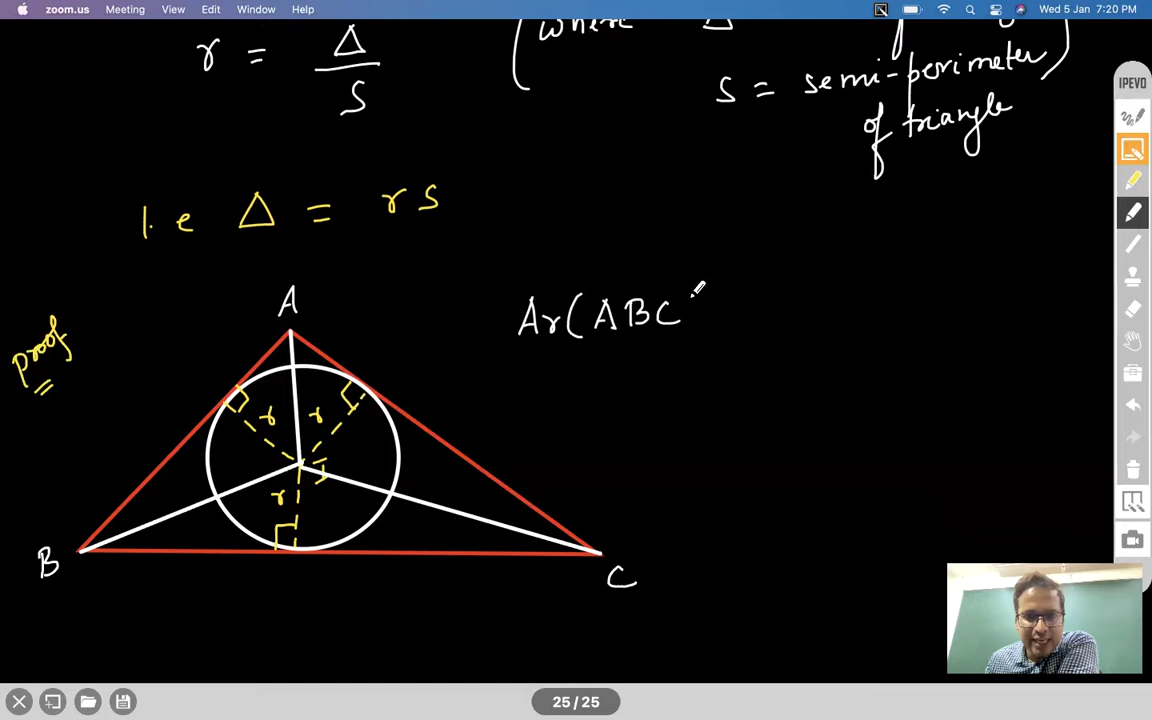 zoom.us Meeting View Edit Window Help Wed 5 Jan 7:20 PM
r = Δ / s
(where Δ
s = semi-perimeter
of triangle)
IPEVO
I.e Δ = r s
proof
A
Ar(ABC
r r
I
r
B
C
25 / 25